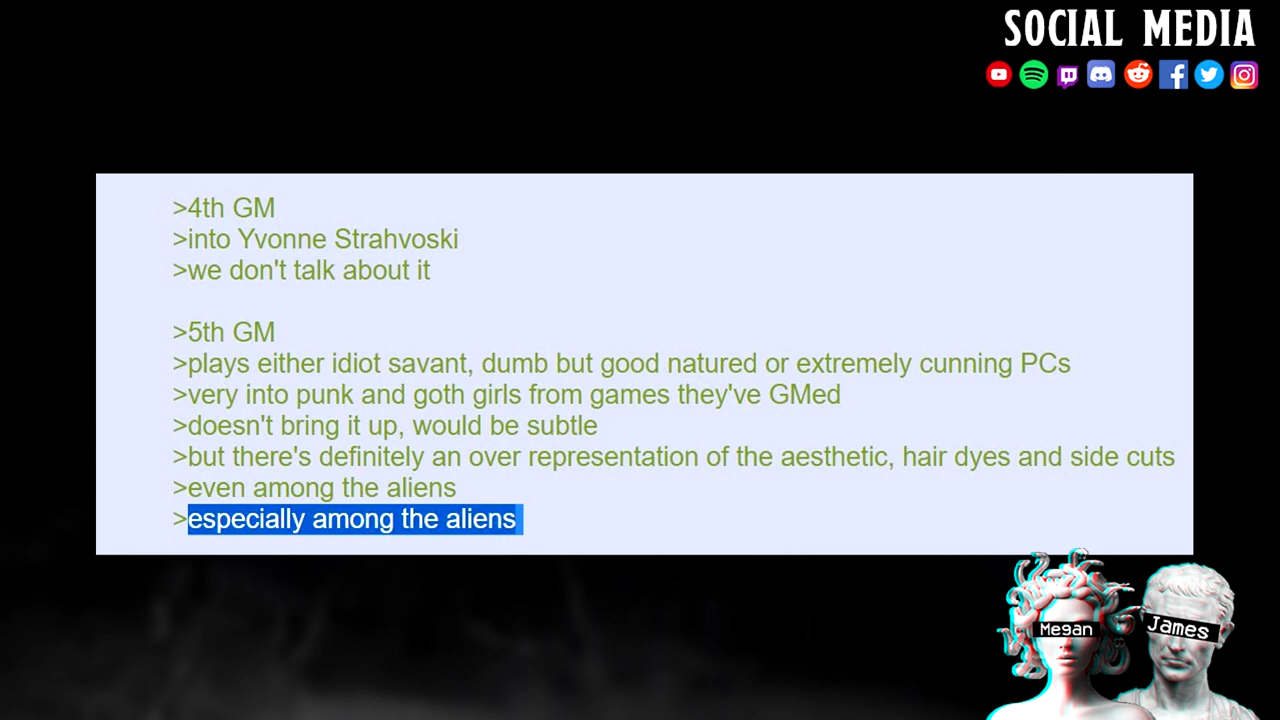 SOCIAL MEDIA
>4th GM
>into Yvonne Strahvoski
>we don't talk about it
>5th GM
>plays either idiot savant, dumb but good natured or extremely cunning PCs
>very into punk and goth girls from games they've GMed
>doesn't bring it up, would be subtle
>but there's definitely an over representation of the aesthetic, hair dyes and side cuts
>even among the aliens
>especially among the aliens
Megan
James